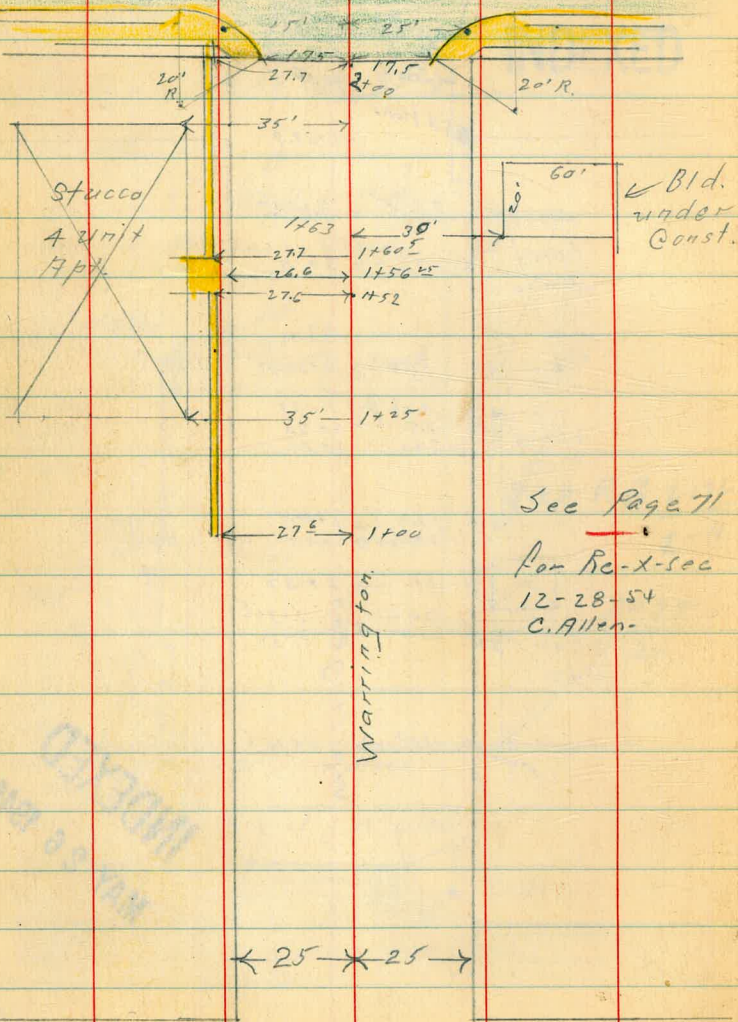 15' 25'
17.5 17.5
27.7 2+00
20' R. 20' R.
35'
60'
20'
Bld.
under
Const.
Stucco
4 Unit
Apt.
1+63 30'
27.7 1+60 5
26.6 1+56 25
27.6 1+52
35' 1+25
See Page 71
27 6 1+00
for Re-x-sec
12-28-54
C. Allen-
Warrington
INDEXED
25 25